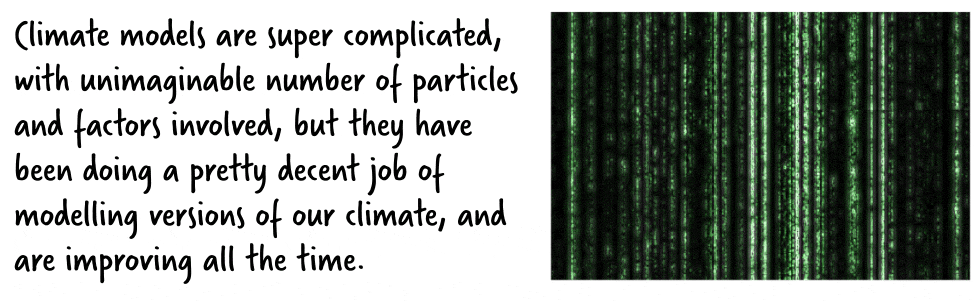 Climate models are super complicated,
with unimaginable number of particles
and factors involved, but they have
been doing a pretty decent job of
modelling versions of our climate, and
are improving all the time.